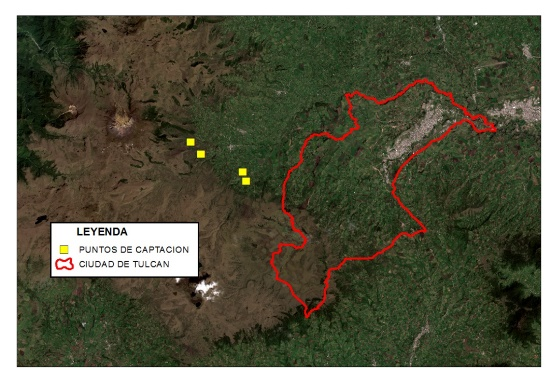 LEYENDA
PUNTOS DE CAPTACION
CIUDAD DE TULCAN